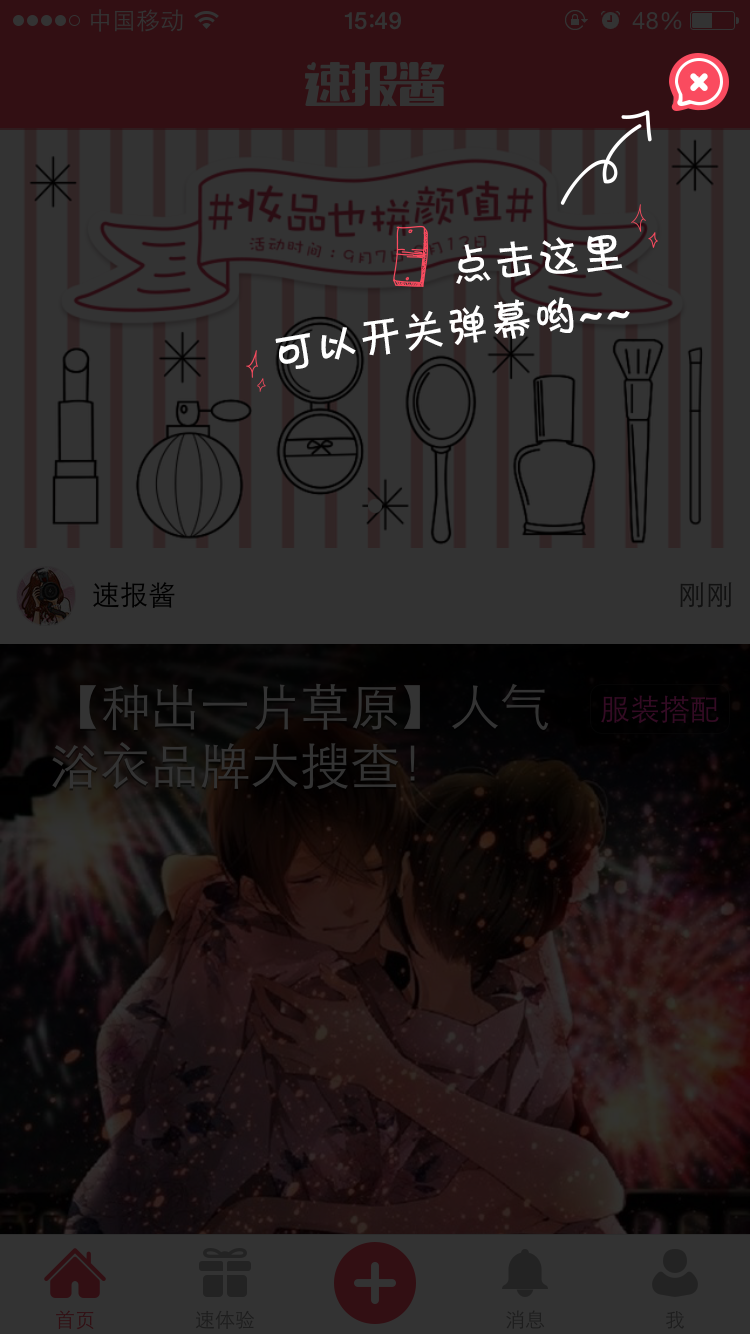 中国移动 15:49 48%
速报酱
#妆品也拼颜值#
活动时间：9月7日
点击这里
可以开关弹幕哟~~
速报酱 刚刚
【种出一片草原】人气 服装搭配
浴衣品牌大搜查！
首页 速体验 消息 我